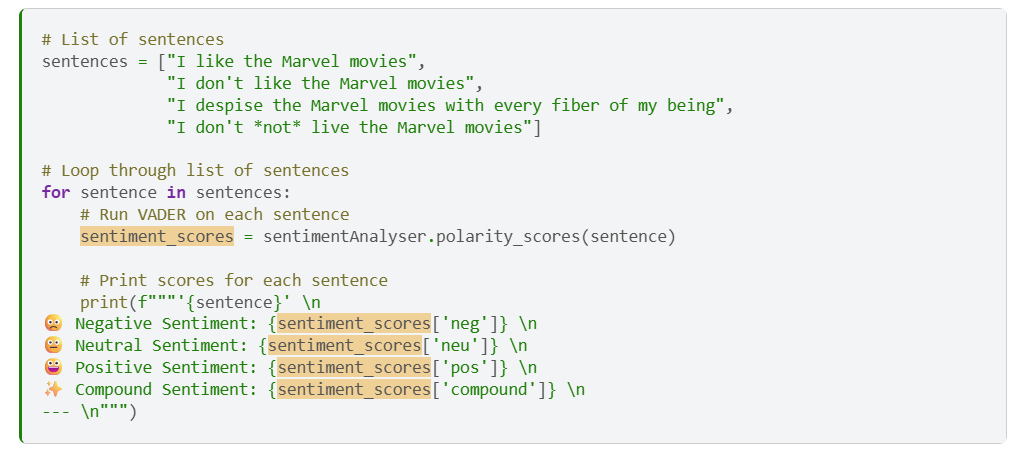 # List of sentences
sentences = ["I like the Marvel movies",
             "I don't like the Marvel movies",
             "I despise the Marvel movies with every fiber of my being",
             "I don't *not* live the Marvel movies"]

# Loop through list of sentences
for sentence in sentences:
    # Run VADER on each sentence
    sentiment_scores = sentimentAnalyser.polarity_scores(sentence)

    # Print scores for each sentence
    print(f"""'{sentence}' \n
😟 Negative Sentiment: {sentiment_scores['neg']} \n
😐 Neutral Sentiment: {sentiment_scores['neu']} \n
😀 Positive Sentiment: {sentiment_scores['pos']} \n
✨ Compound Sentiment: {sentiment_scores['compound']} \n
--- \n""")